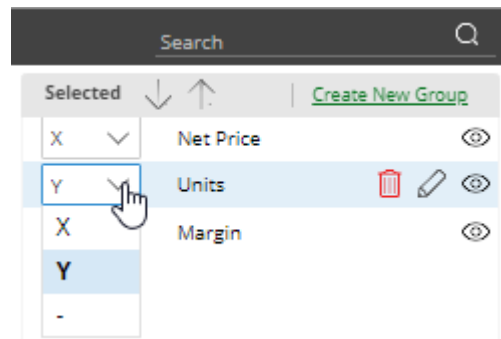 Search
Selected Create New Group
X Net Price
Y Units
X
Margin
Y
-